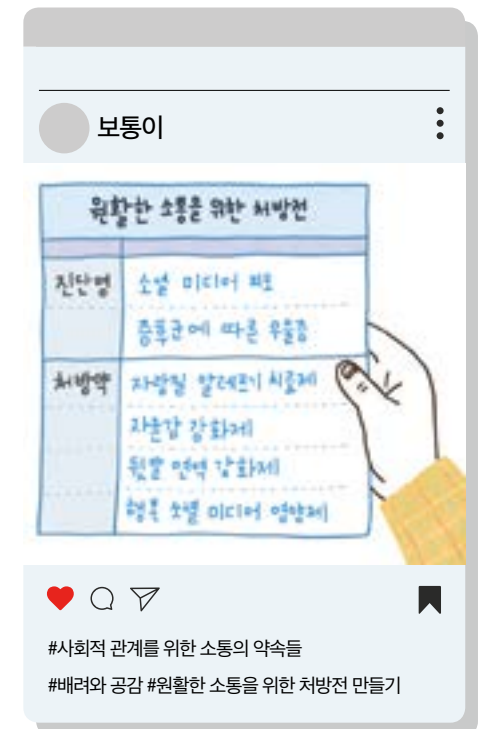 보통이
원활한 소통을 위한 처방전
진단명 소셜 미디어 피로
증후군에 따른 우울증
처방약 자랑질 알레르기 치료제
자존감 강화제
뒷말 면역 강화제
행복 소셜 미디어 영양제
#사회적 관계를 위한 소통의 약속들
#배려와 공감 #원활한 소통을 위한 처방전 만들기